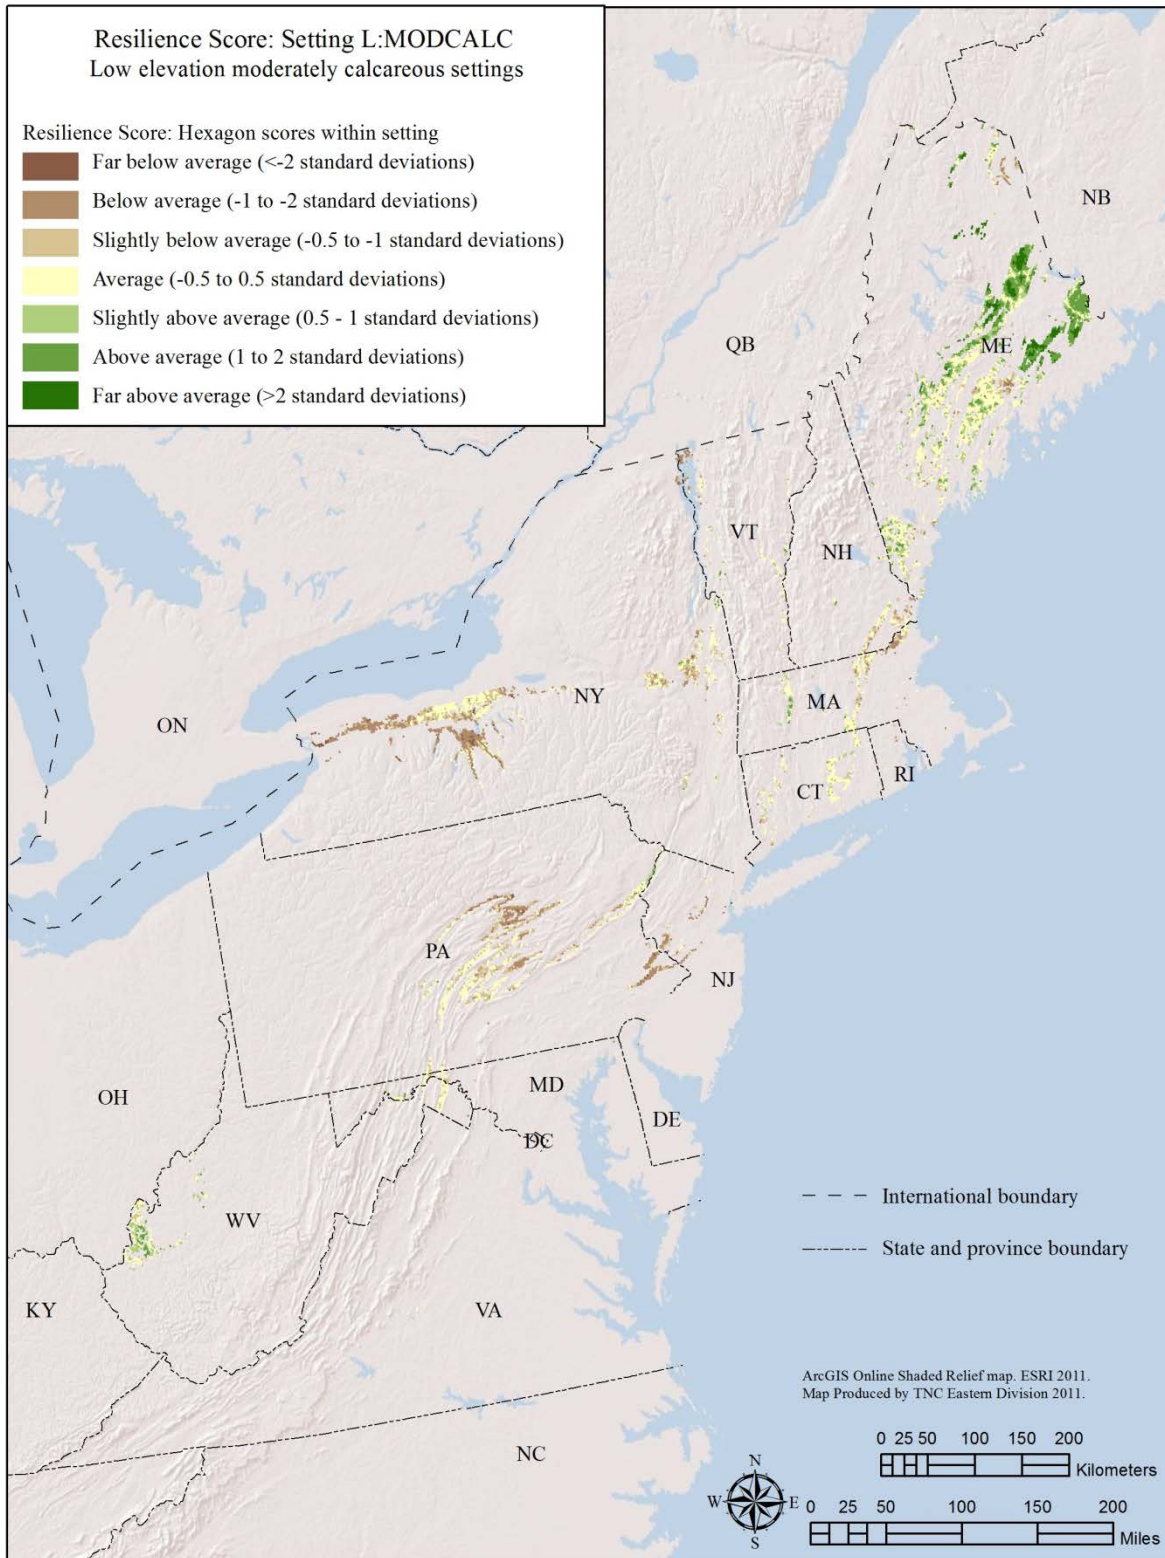 Resilience Score: Setting L:MODCALC
Low elevation moderately calcareous settings
Resilience Score: Hexagon scores within setting
Far below average (<-2 standard deviations)
Below average (-1 to -2 standard deviations)
Slightly below average (-0.5 to -1 standard deviations)
Average (-0.5 to 0.5 standard deviations)
Slightly above average (0.5 - 1 standard deviations)
Above average (1 to 2 standard deviations)
Far above average (>2 standard deviations)
NB
QB
ME
VT
NH
NY
MA
ON
CT
RI
PA
NJ
OH
MD
DE
DC
WV
KY
VA
NC
International boundary
State and province boundary
ArcGIS Online Shaded Relief map. ESRI 2011.
Map Produced by TNC Eastern Division 2011.
0 25 50 100 150 200
Kilometers
N
W E
S
0 25 50 100 150 200
Miles